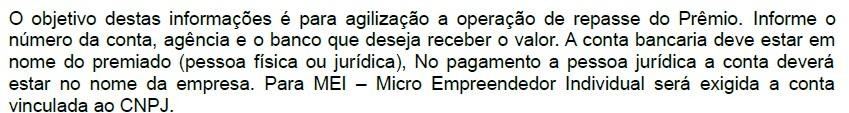 O objetivo destas informações é para agilização a operação de repasse do Prêmio. Informe o
número da conta, agência e o banco que deseja receber o valor. A conta bancaria deve estar em
nome do premiado (pessoa física ou jurídica), No pagamento a pessoa jurídica a conta deverá
estar no nome da empresa. Para MEI – Micro Empreendedor Individual será exigida a conta
vinculada ao CNPJ.